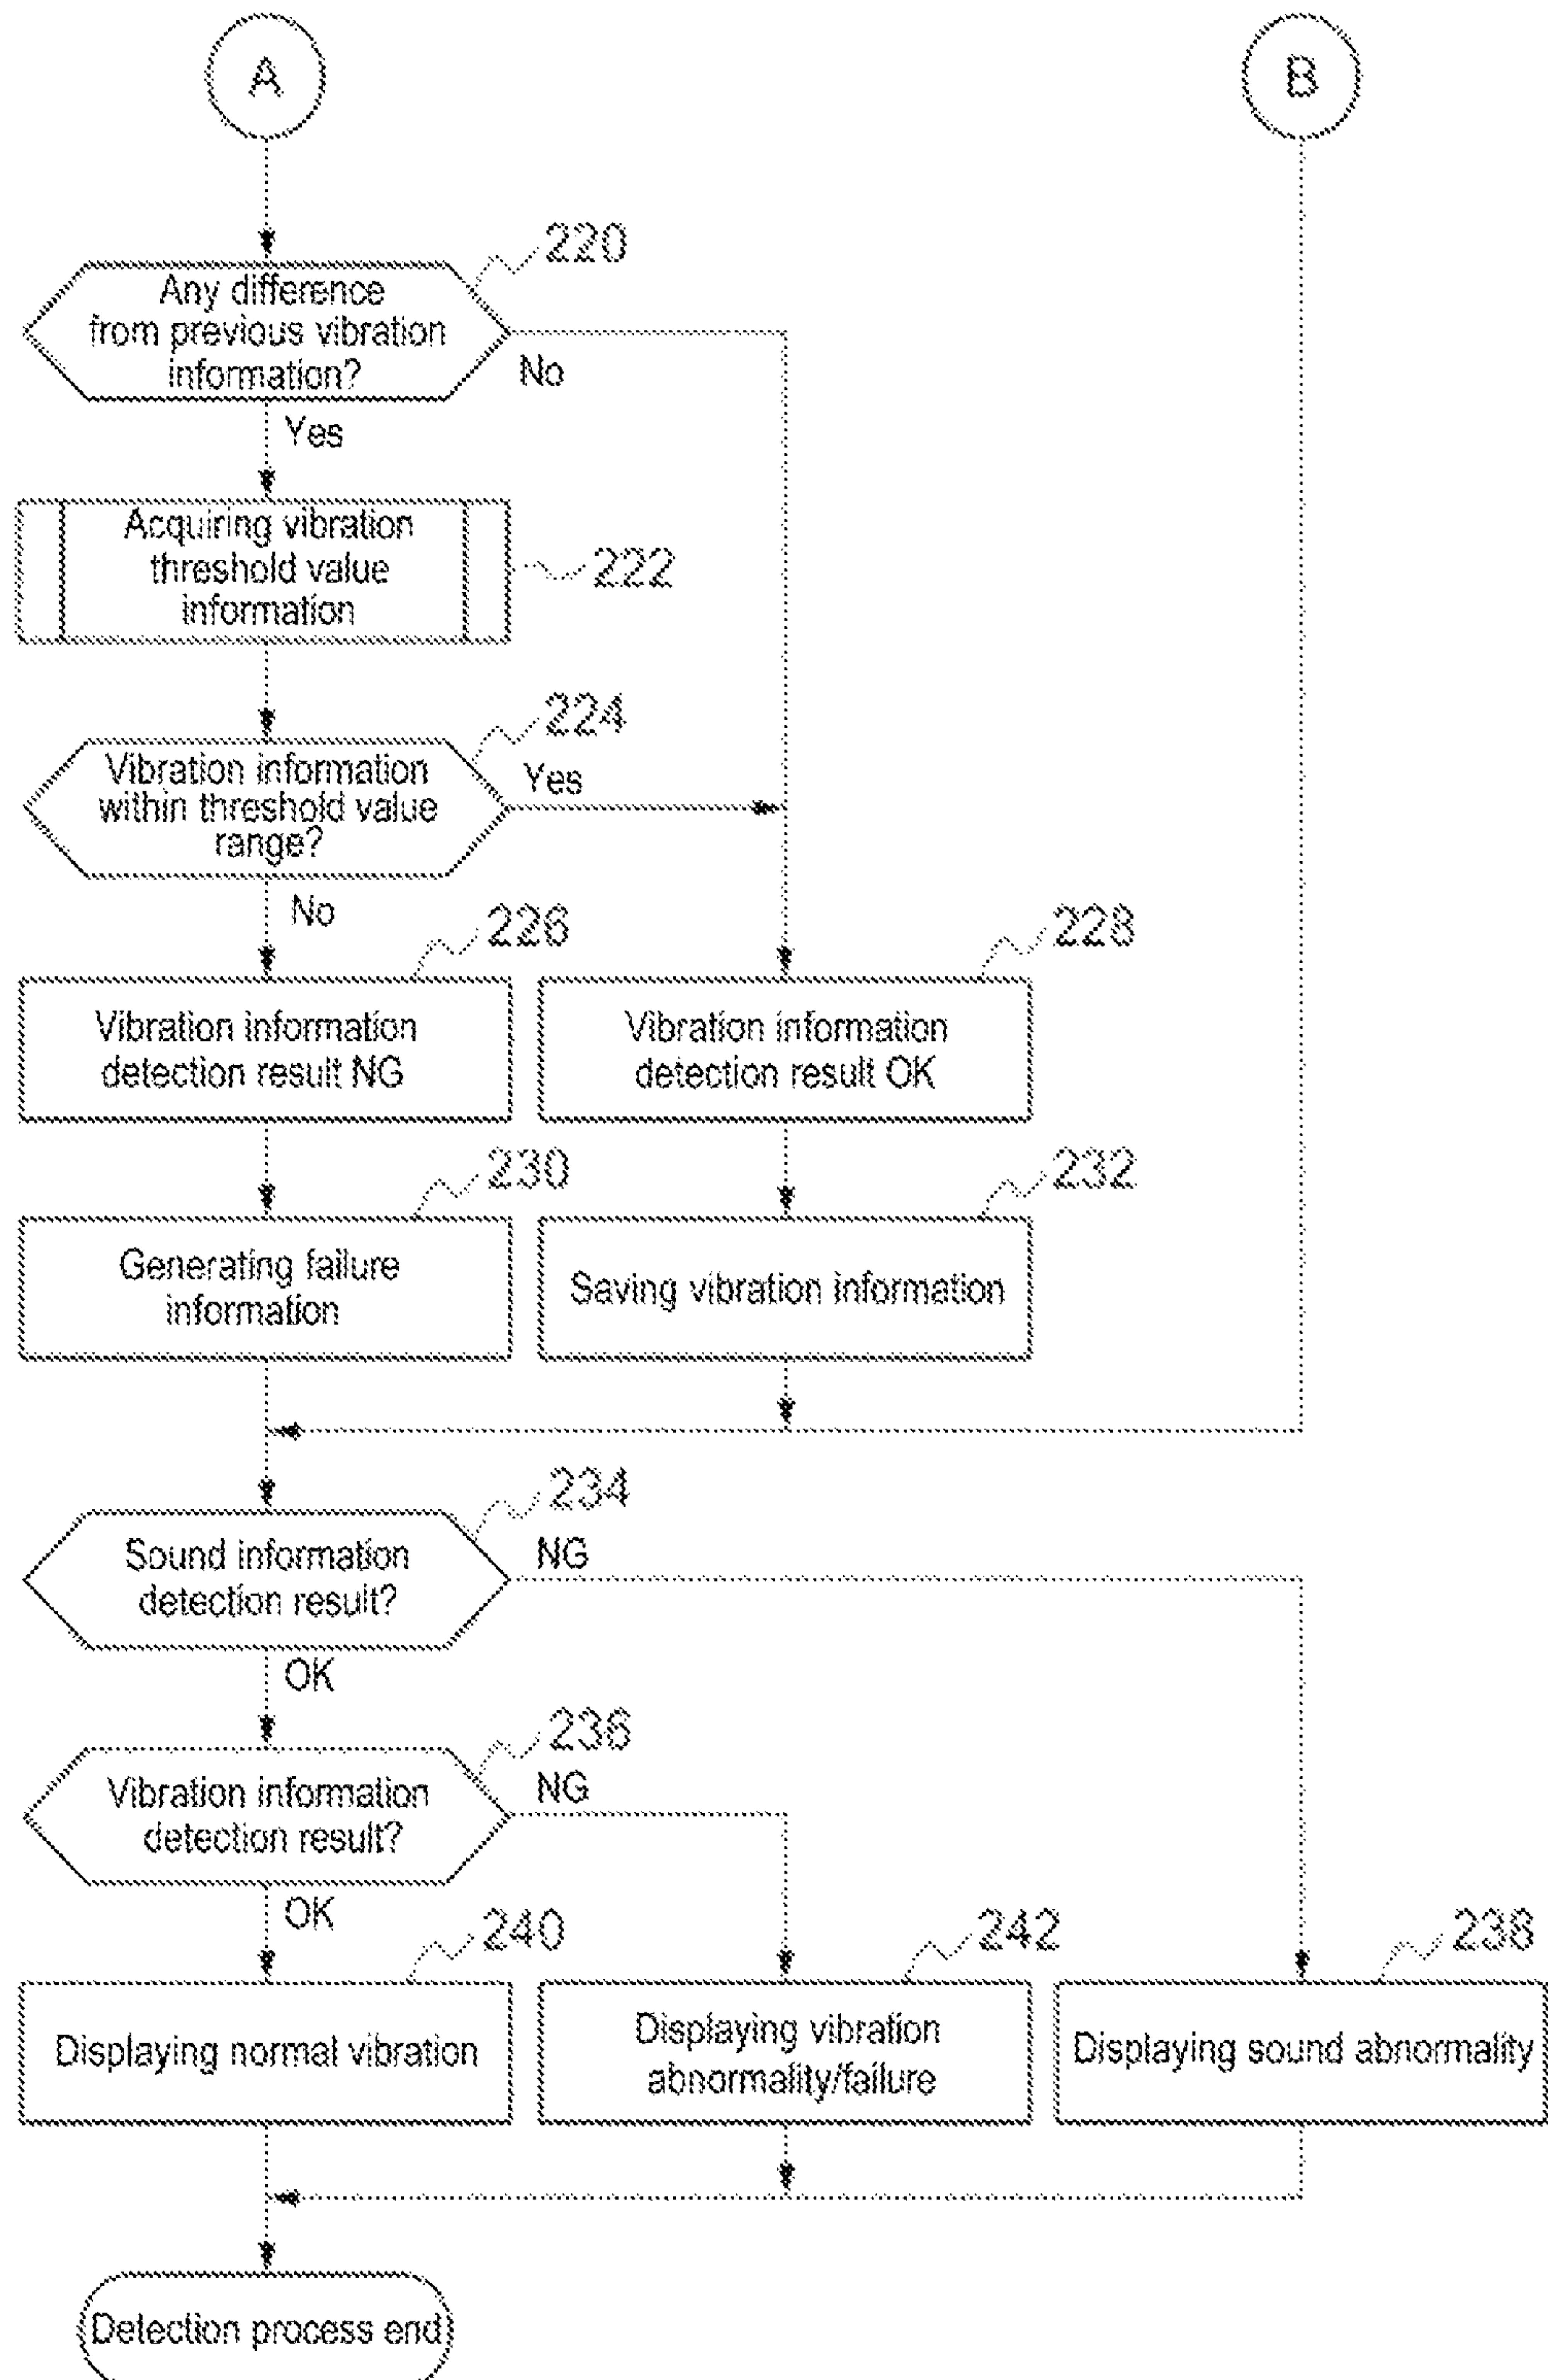 A
B
220
Any difference
from previous vibration
information?
No
Yes
Acquiring vibration
threshold value
information
222
224
Vibration information
within threshold value
range?
Yes
No
226
228
Vibration information
detection result NG
Vibration information
detection result OK
230
232
Generating failure
information
Saving vibration information
234
Sound information
detection result?
NG
OK
236
Vibration information
detection result?
NG
OK
240
242
238
Displaying normal vibration
Displaying vibration
abnormality/failure
Displaying sound abnormality
Detection process end